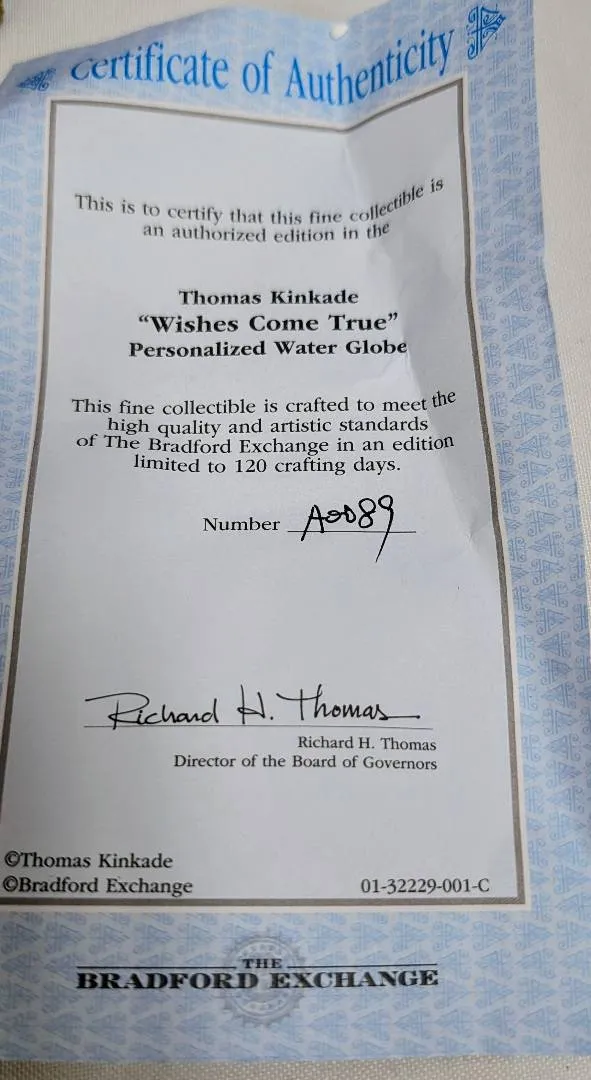 Certificate of Authenticity
This is to certify that this fine collectible is
an authorized edition in the
Thomas Kinkade
“Wishes Come True”
Personalized Water Globe
This fine collectible is crafted to meet the
high quality and artistic standards
of The Bradford Exchange in an edition
limited to 120 crafting days.
Number A0089
Richard H. Thomas
Richard H. Thomas
Director of the Board of Governors
©Thomas Kinkade
©Bradford Exchange
01-32229-001-C
THE
BRADFORD EXCHANGE